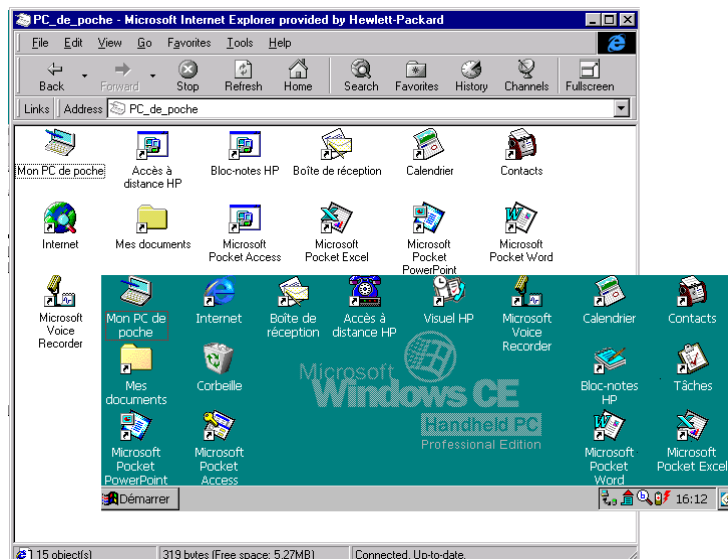 PC_de_poche - Microsoft Internet Explorer provided by Hewlett-Packard
File Edit View Go Favorites Tools Help
Back Forward Stop Refresh Home Search Favorites History Channels Fullscreen
Links Address PC_de_poche
Mon PC de poche
Accès à
distance HP
Bloc-notes HP
Boîte de réception
Calendrier
Contacts
Internet
Mes documents
Microsoft
Pocket Access
Microsoft
Pocket Excel
Microsoft
Pocket
PowerPoint
Microsoft
Pocket Word
Microsoft
Voice
Recorder
Mon PC de
poche
Internet
Boîte de
réception
Accès à
distance HP
Visuel HP
Microsoft
Voice
Recorder
Calendrier
Contacts
Mes
documents
Corbeille
Microsoft
Windows CE
Handheld PC
Professional Edition
Bloc-notes
HP
Tâches
Microsoft
Pocket
PowerPoint
Microsoft
Pocket
Access
Microsoft
Pocket
Word
Microsoft
Pocket Excel
Démarrer
16:12
15 object(s) 319 bytes (Free space: 5,27MB) Connected. Up-to-date.